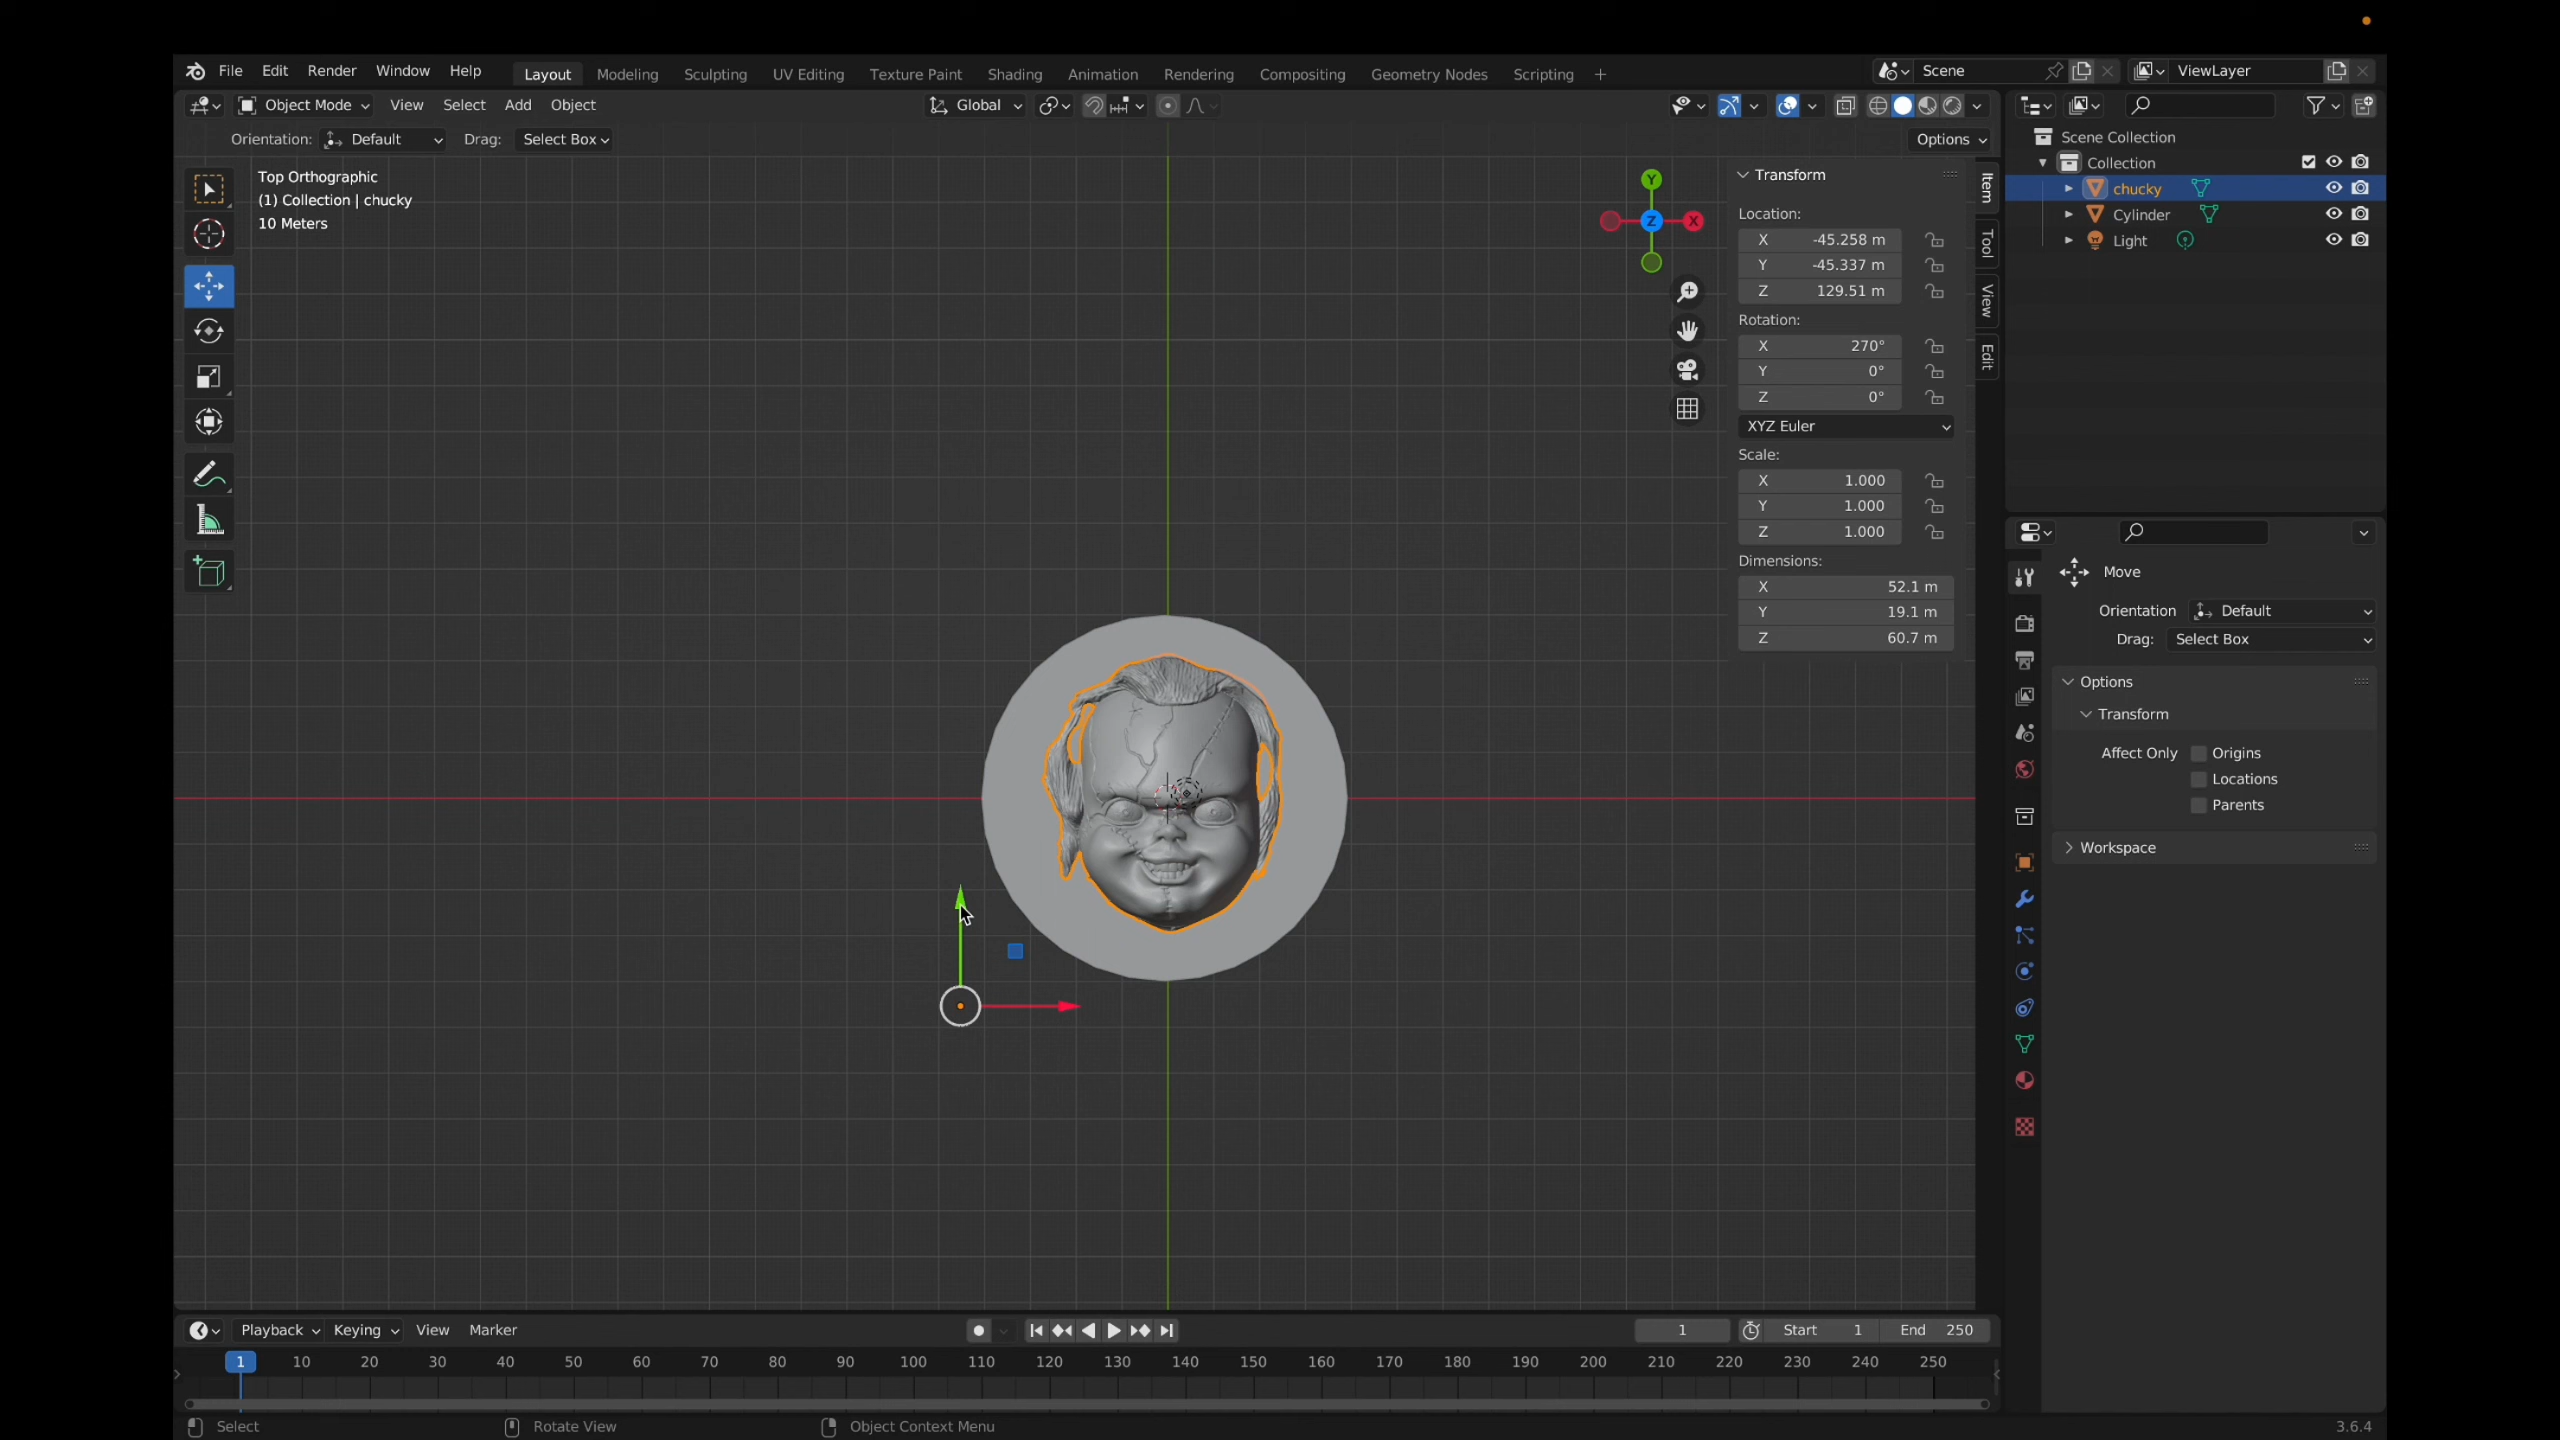 File Edit Render Window Help Layout Modeling Sculpting UV Editing Texture Paint Shading Animation Rendering Compositing Geometry Nodes Scripting + Scene ViewLayer
Object Mode View Select Add Object Global
Orientation: Default Drag: Select Box Options
Top Orthographic
(1) Collection | chucky
10 Meters
Y
Z
X
Transform
Location:
X -45.258 m
Y -45.337 m
Z 129.51 m
Rotation:
X 270°
Y 0°
Z 0°
XYZ Euler
Scale:
X 1.000
Y 1.000
Z 1.000
Dimensions:
X 52.1 m
Y 19.1 m
Z 60.7 m
Item
Tool
View
Edit
Scene Collection
Collection
chucky
Cylinder
Light
Move
Orientation Default
Drag: Select Box
Options
Transform
Affect Only Origins
Locations
Parents
Workspace
Playback Keying View Marker 1 Start 1 End 250
1 10 20 30 40 50 60 70 80 90 100 110 120 130 140 150 160 170 180 190 200 210 220 230 240 250
Select Rotate View Object Context Menu 3.6.4